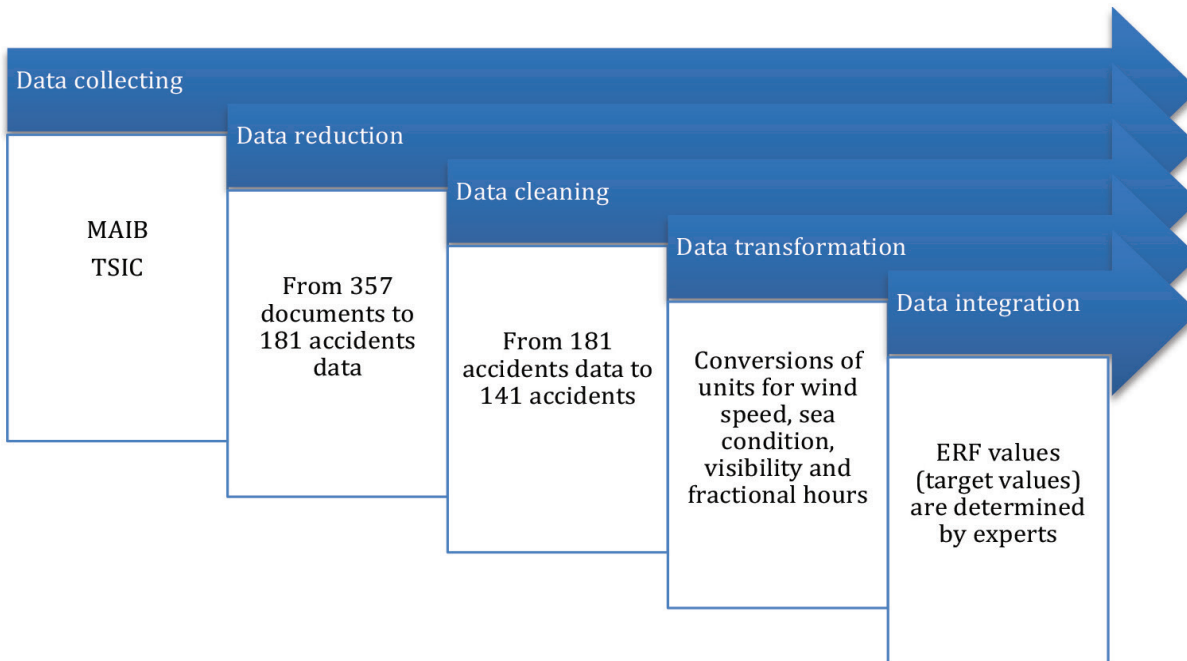 Data collecting
MAIB
TSIC
Data reduction
From 357
documents to
181 accidents
data
Data cleaning
From 181
accidents data to
141 accidents
Data transformation
Conversions of
units for wind
speed, sea
condition,
visibility and
fractional hours
Data integration
ERF values
(target values)
are determined
by experts